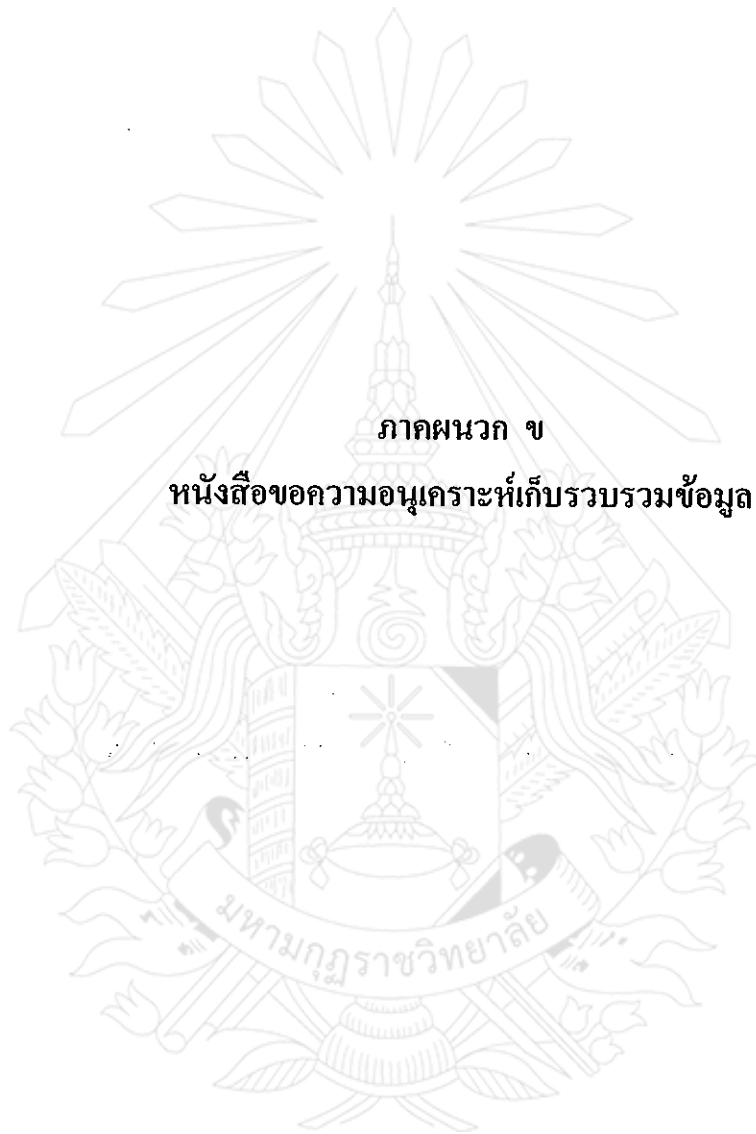 ภาคผนวก ข
หนังสือขอความอนุเคราะห์เก็บรวบรวมข้อมูล
มหามกุฏราชวิทยาลัย